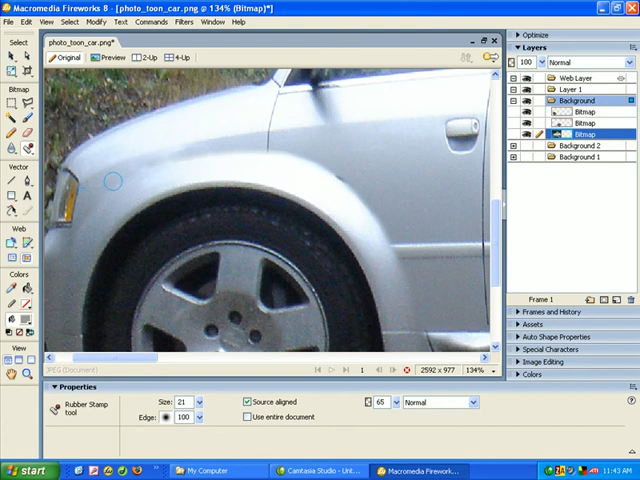 Macromedia Fireworks 8 - [photo_toon_car.png @ 134% (Bitmap)*]
File Edit View Select Modify Text Commands Filters Window Help
Select
Bitmap
Vector
Web
Colors
View
photo_toon_car.png*
Original Preview 2-Up 4-Up
JPEG (Document)
1
2592 x 977
134%
Optimize
Layers
100 Normal
Web Layer
Layer 1
Background
Bitmap
Bitmap
Bitmap
Background 2
Background 1
Frame 1
Frames and History
Assets
Auto Shape Properties
Special Characters
Image Editing
Colors
Properties
Rubber Stamp
tool
Size: 21
Edge: 100
Source aligned
Use entire document
65 Normal
start
My Computer
Camtasia Studio - Unt...
Macromedia Firework...
11:43 AM